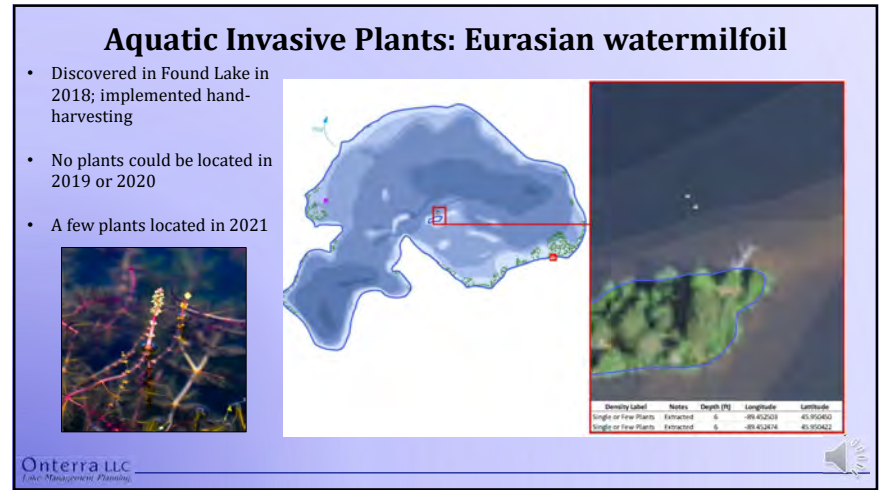 Aquatic Invasive Plants: Eurasian watermilfoil
• Discovered in Found Lake in
2018; implemented hand-
harvesting
• No plants could be located in
2019 or 2020
• A few plants located in 2021
Density Label Notes Depth (ft) Longitude Latitude
Single or Few Plants Extracted 6 -89.452503 45.950450
Single or Few Plants Extracted 6 -89.452474 45.950422
Onterra LLC
Lake Management Planning